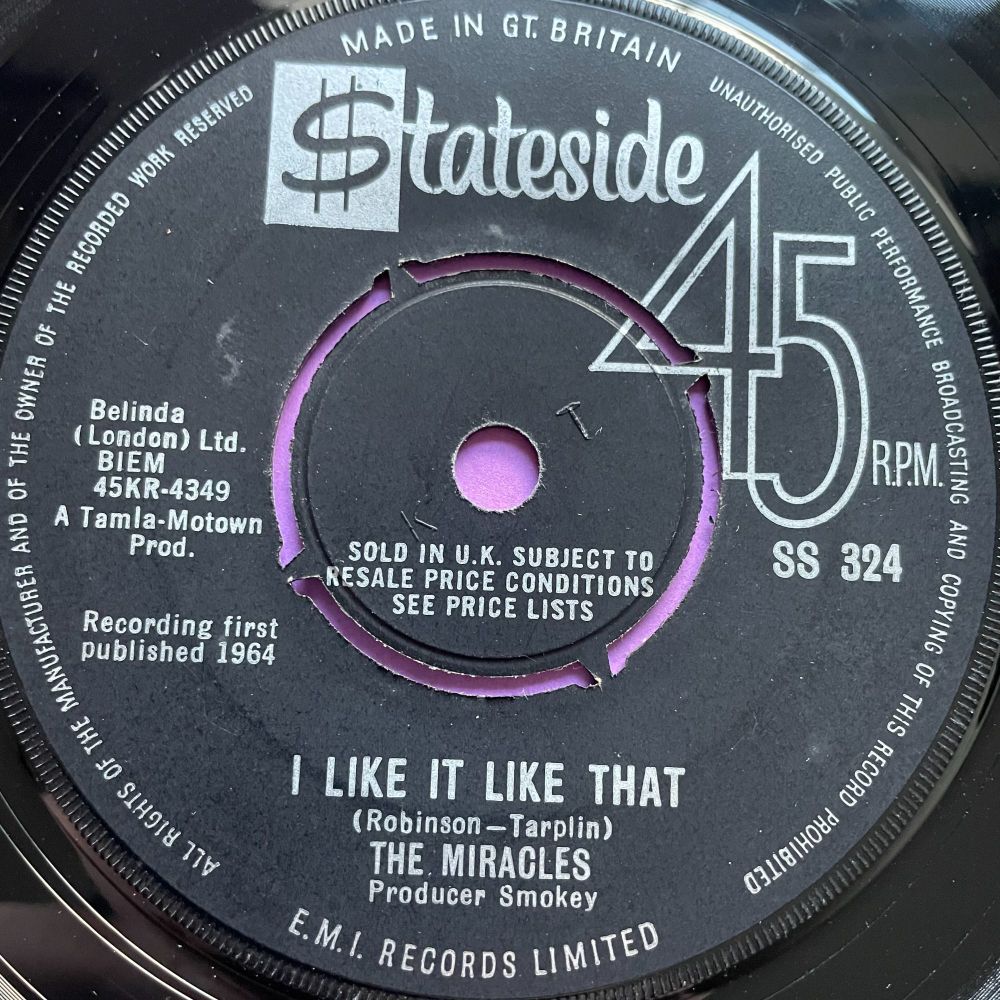 MADE IN GT. BRITAIN
$tateside
45
R.P.M.
SS 324
Belinda
(London) Ltd.
BIEM
45KR-4349
A Tamla-Motown
Prod.
Recording first
published 1964
T
K
SOLD IN U.K. SUBJECT TO
RESALE PRICE CONDITIONS
SEE PRICE LISTS
I LIKE IT LIKE THAT
(Robinson—Tarplin)
THE MIRACLES
Producer Smokey
E.M.I. RECORDS LIMITED
ALL RIGHTS OF THE MANUFACTURER AND OF THE OWNER OF THE RECORDED WORK RESERVED
UNAUTHORISED PUBLIC PERFORMANCE BROADCASTING AND COPYING OF THIS RECORD PROHIBITED